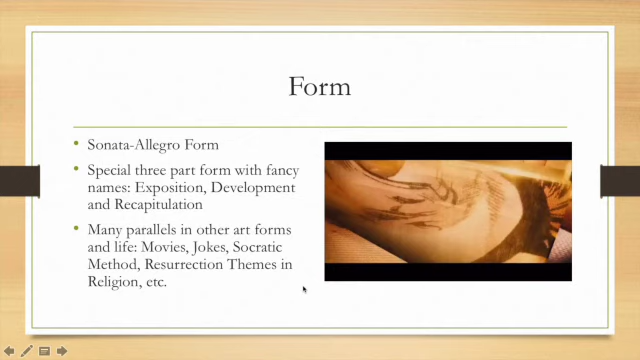 Form
Sonata-Allegro Form
Special three part form with fancy
names: Exposition, Development
and Recapitulation
Many parallels in other art forms
and life: Movies, Jokes, Socratic
Method, Resurrection Themes in
Religion, etc.